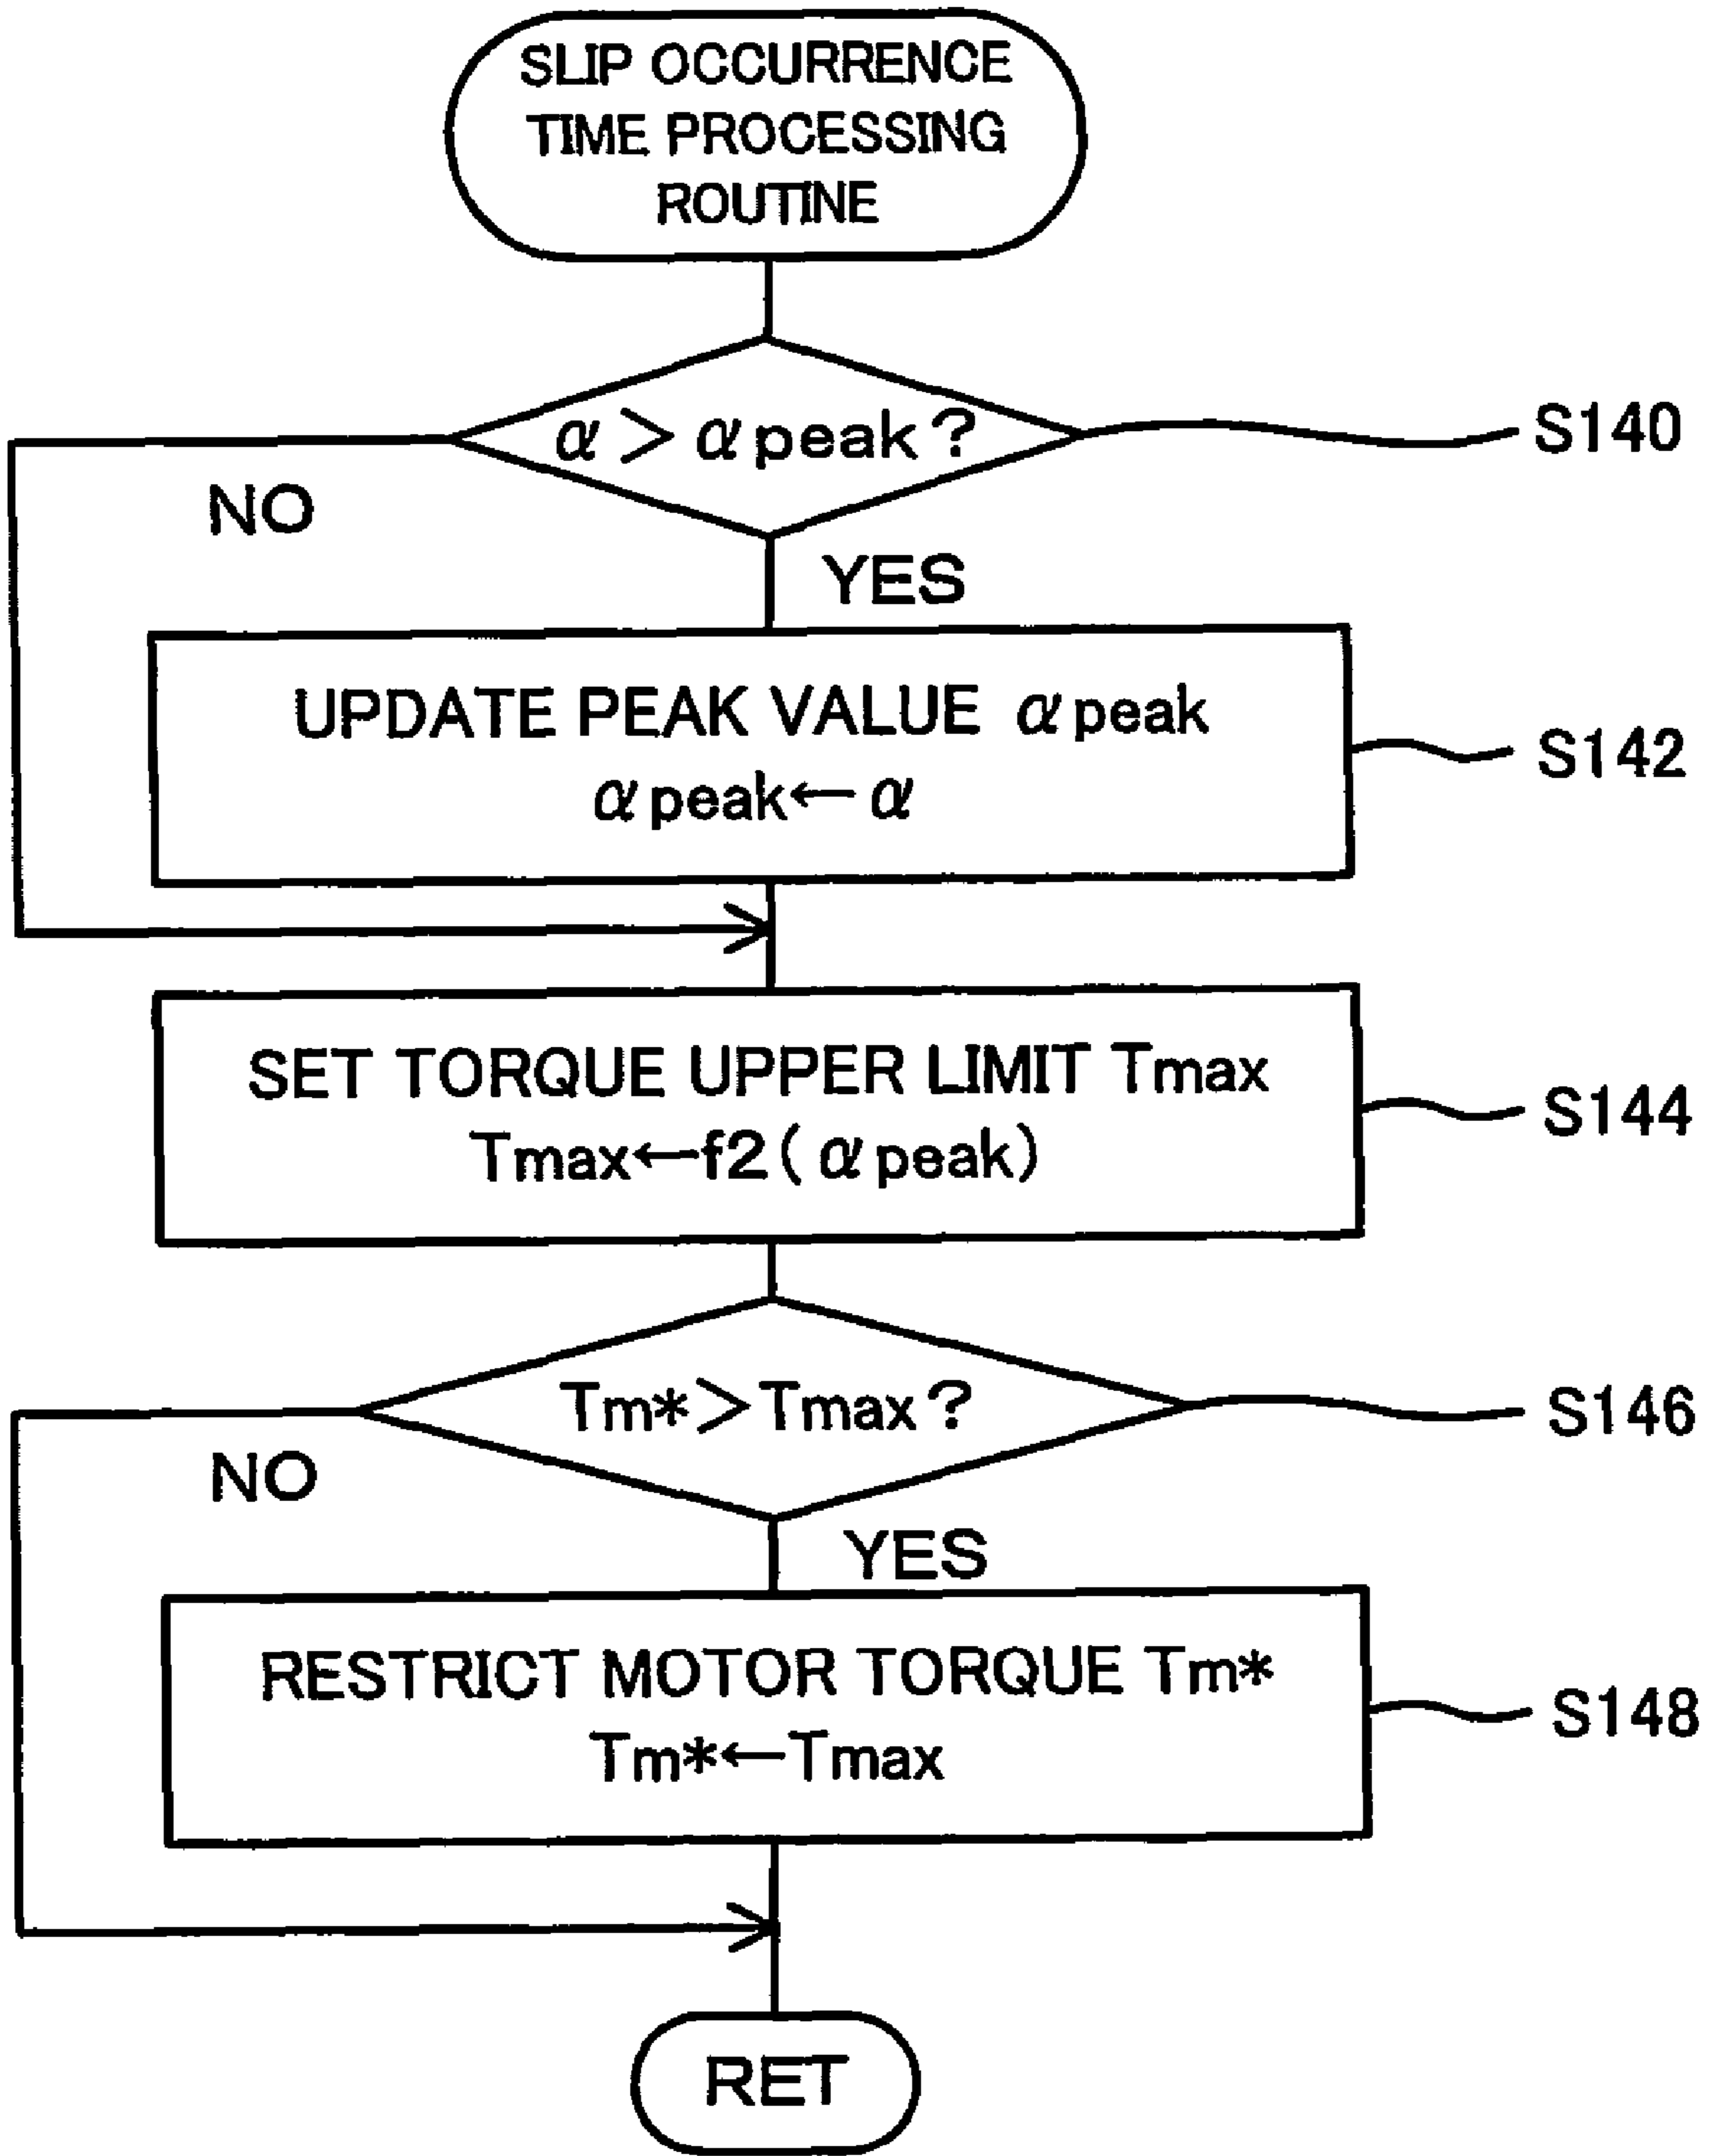 SLIP OCCURRENCE
TIME PROCESSING
ROUTINE
α > α peak ?
S140
NO
YES
UPDATE PEAK VALUE α peak
α peak ← α
S142
SET TORQUE UPPER LIMIT Tmax
Tmax←f2( α peak)
S144
Tm*>Tmax ?
S146
NO
YES
RESTRICT MOTOR TORQUE Tm*
Tm*←Tmax
S148
RET